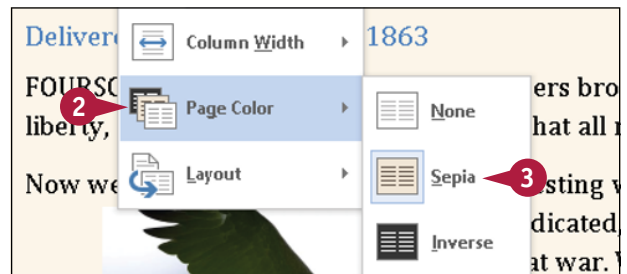 Delivere
1863
Column Width
FOURSC
ers bro
2
Page Color
None
liberty,
hat all
Layout
Sepia
3
Now we
sting
dicated,
Inverse
at war.